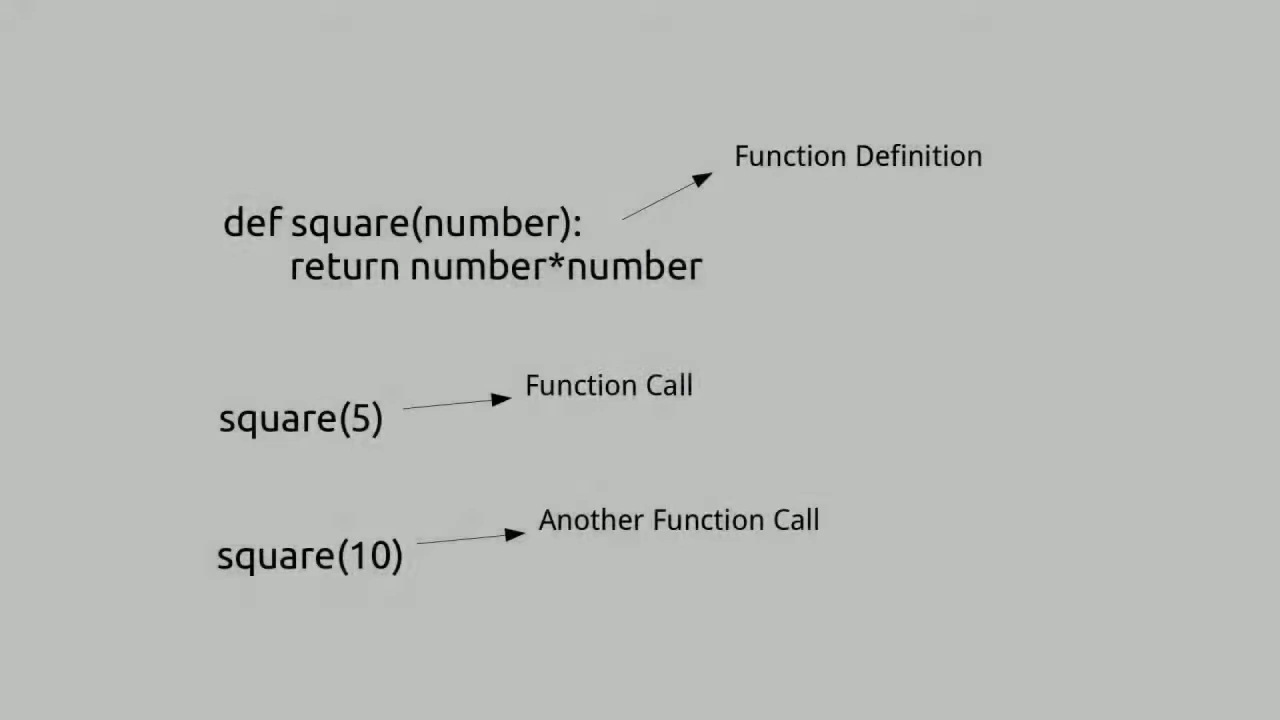 Function Definition
def square(number):
return number*number
Function Call
square(5)
Another Function Call
square(10)